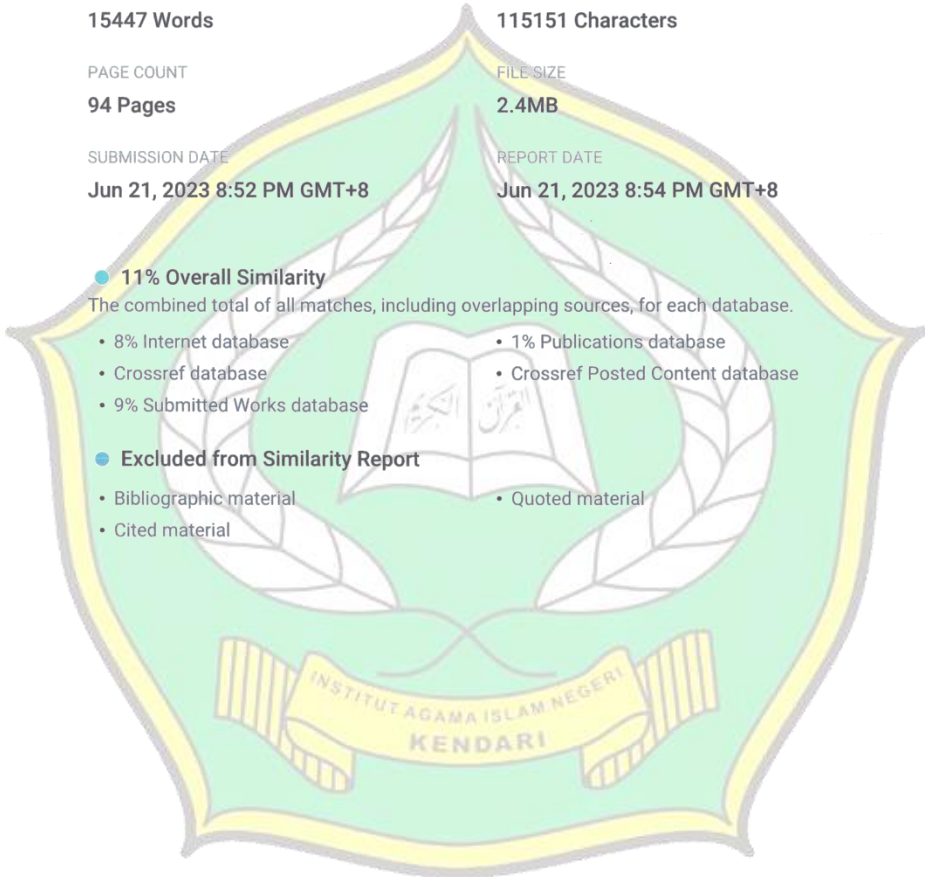 15447 Words
115151 Characters
PAGE COUNT
FILE SIZE
94 Pages
2.4MB
SUBMISSION DATE
REPORT DATE
Jun 21, 2023 8:52 PM GMT+8
Jun 21, 2023 8:54 PM GMT+8
11% Overall Similarity
The combined total of all matches, including overlapping sources, for each database.
• 8% Internet database
• 1% Publications database
• Crossref database
• Crossref Posted Content database
• 9% Submitted Works database
Excluded from Similarity Report
• Bibliographic material
• Quoted material
• Cited material
القرآن الكريم
INSTITUT AGAMA ISLAM NEGERI
KENDARI